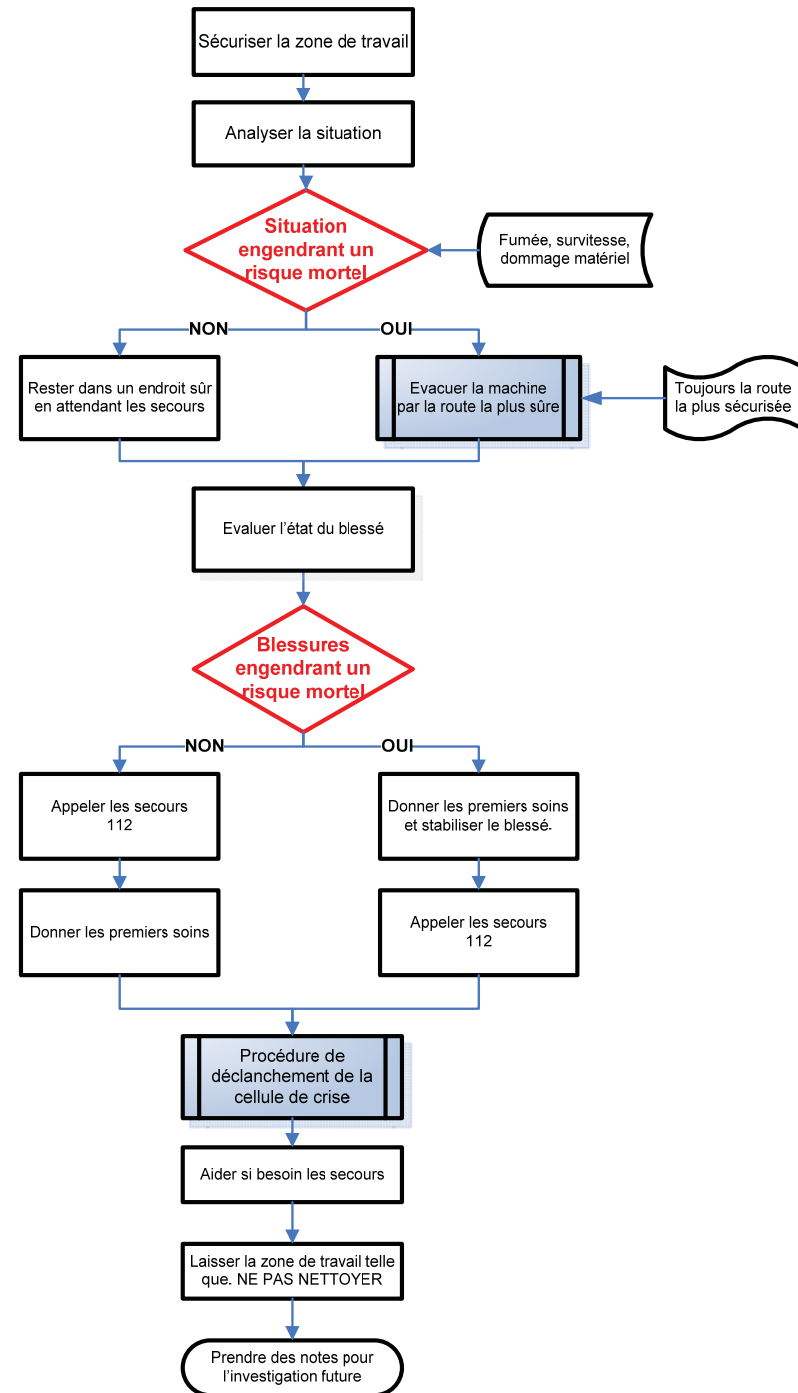 Sécuriser la zone de travail
Analyser la situation
Situation
engendrant un
risque mortel
Fumée, survitesse,
dommage matériel
NON
OUI
Rester dans un endroit sûr
en attendant les secours
Evacuer la machine
par la route la plus sûre
Toujours la route
la plus sécurisée
Evaluer l'état du blessé
Blessures
engendrant un
risque mortel
NON
OUI
Appeler les secours
112
Donner les premiers soins
et stabiliser le blessé.
Donner les premiers soins
Appeler les secours
112
Procédure de
déclanchement de la
cellule de crise
Aider si besoin les secours
Laisser la zone de travail telle
que. NE PAS NETTOYER
Prendre des notes pour
l'investigation future